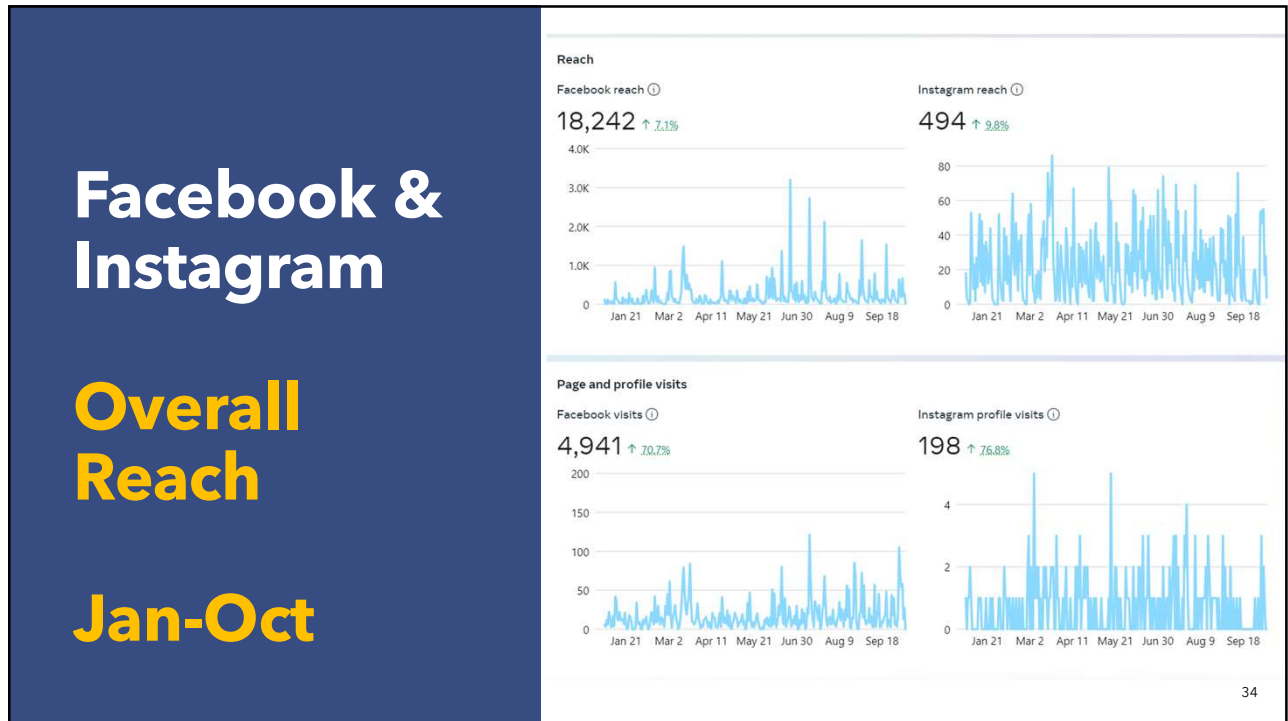 Facebook &
Instagram
Overall
Reach
Jan-Oct
Reach
Facebook reach
18,242 ↑ 7.1%
4.0K
3.0K
2.0K
1.0K
0
Jan 21 Mar 2 Apr 11 May 21 Jun 30 Aug 9 Sep 18
Instagram reach
494 ↑ 9.8%
80
60
40
20
0
Jan 21 Mar 2 Apr 11 May 21 Jun 30 Aug 9 Sep 18
Page and profile visits
Facebook visits
4,941 ↑ 70.7%
200
150
100
50
0
Jan 21 Mar 2 Apr 11 May 21 Jun 30 Aug 9 Sep 18
Instagram profile visits
198 ↑ 76.8%
4
2
0
Jan 21 Mar 2 Apr 11 May 21 Jun 30 Aug 9 Sep 18
34